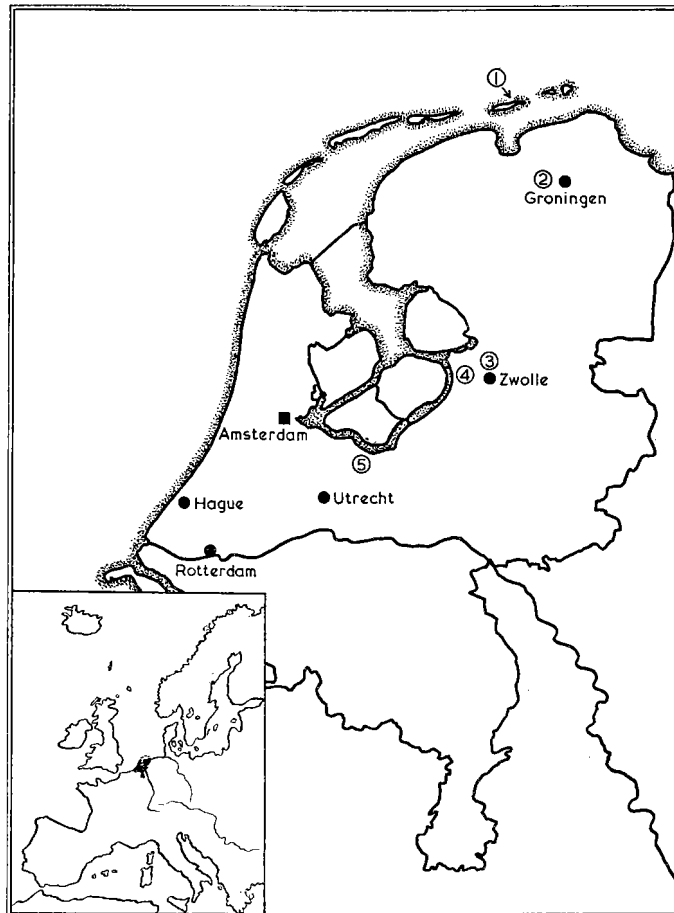 ①
②
Groningen
③
④
Zwolle
Amsterdam
⑤
Hague
Utrecht
Rotterdam